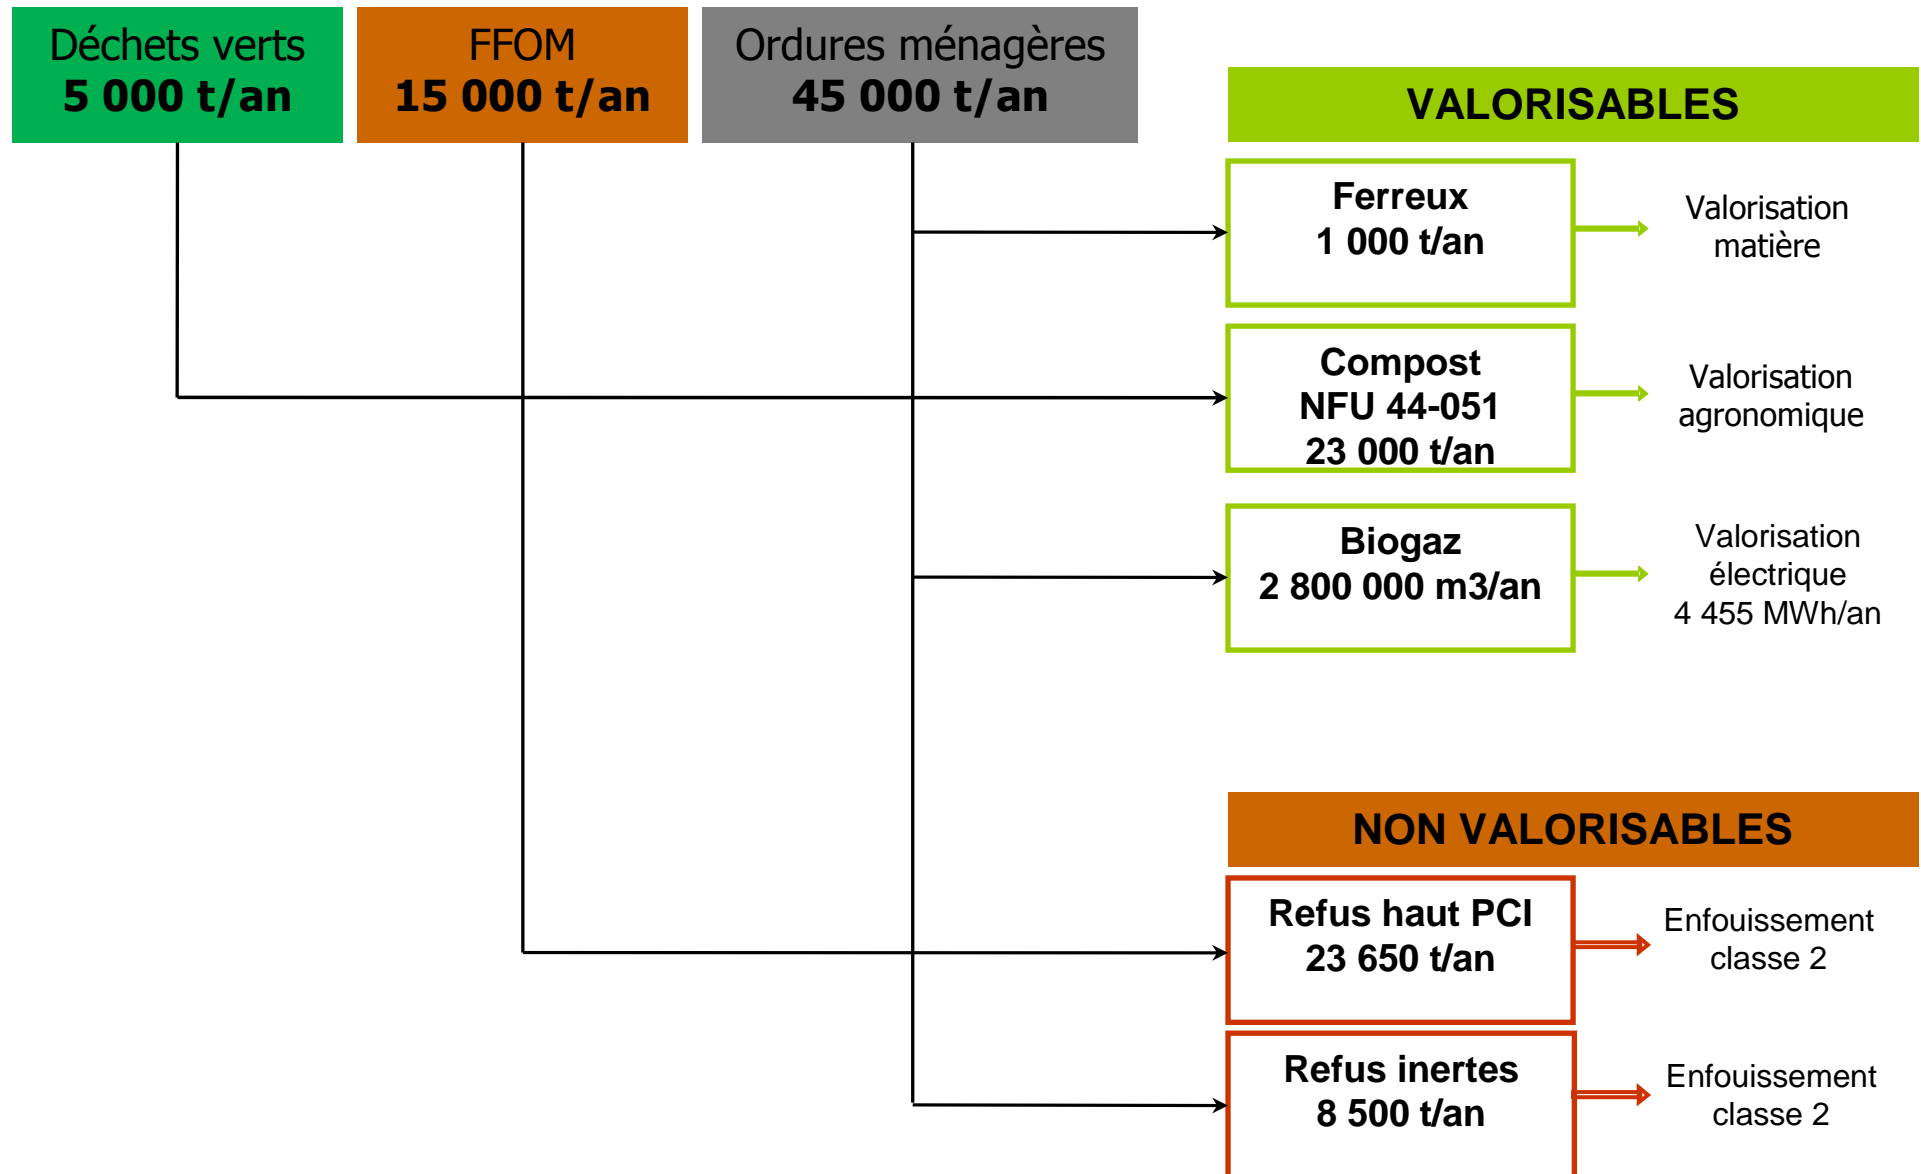 Déchets verts
5 000 t/an
FFOM
15 000 t/an
Ordures ménagères
45 000 t/an
VALORISABLES
Ferreux
1 000 t/an
Valorisation
matière
Compost
NFU 44-051
23 000 t/an
Valorisation
agronomique
Biogaz
2 800 000 m3/an
Valorisation
électrique
4 455 MWh/an
NON VALORISABLES
Refus haut PCI
23 650 t/an
Enfouissement
classe 2
Refus inertes
8 500 t/an
Enfouissement
classe 2